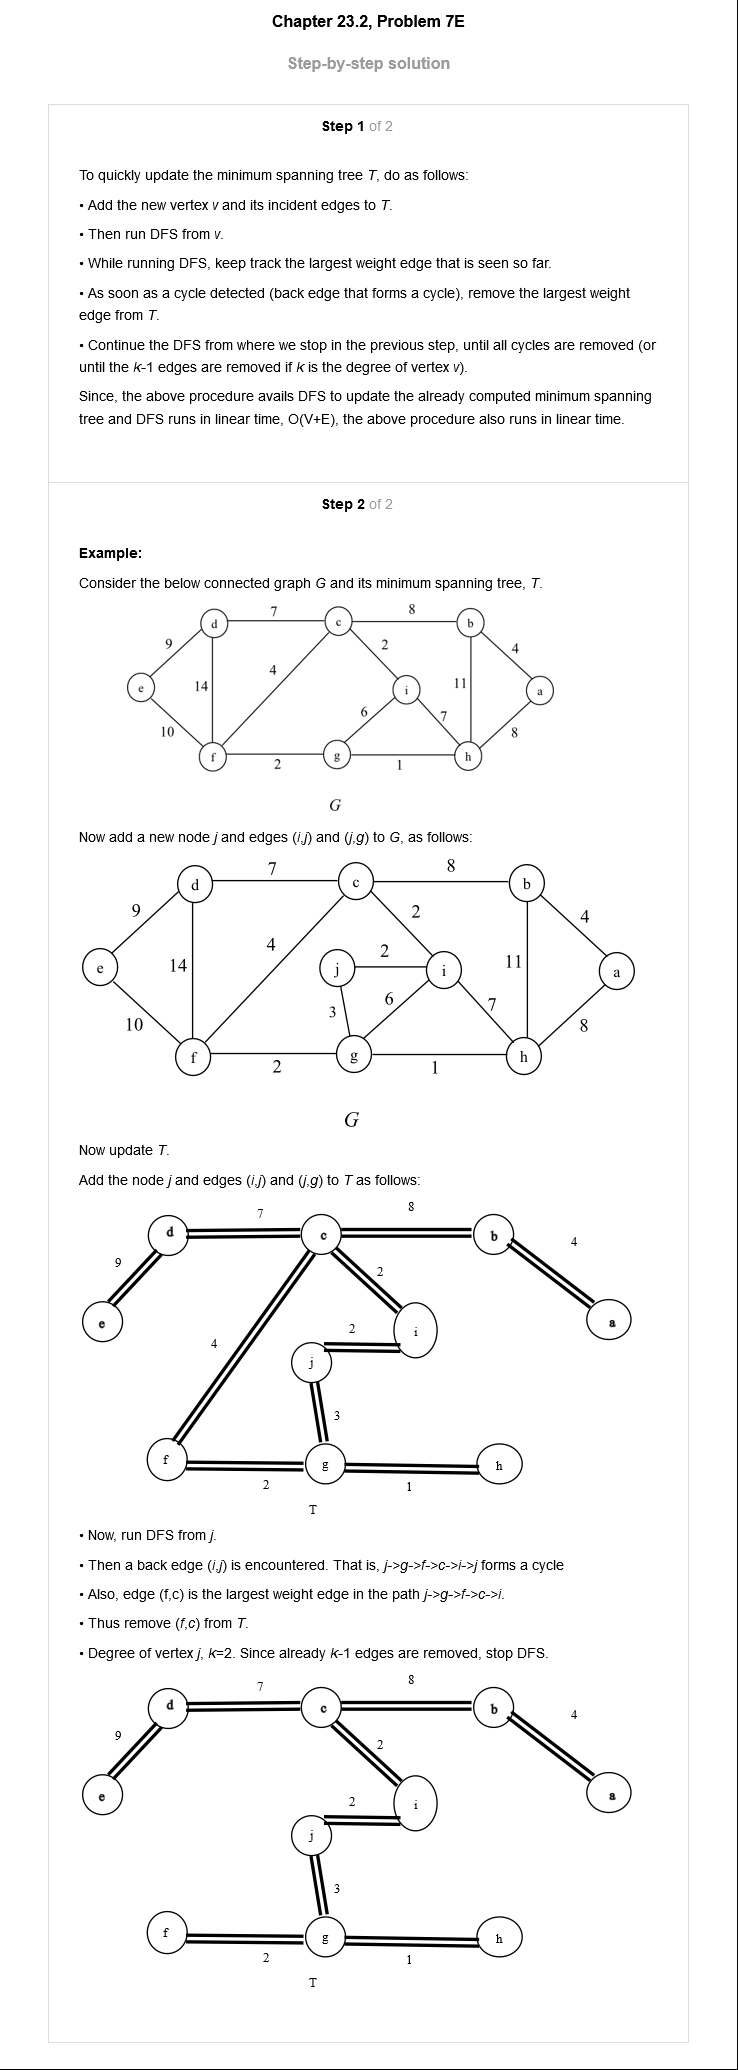 Chapter 23.2, Problem 7E
Step-by-step solution
Step 1 of 2
To quickly update the minimum spanning tree T, do as follows:
• Add the new vertex v and its incident edges to T.
• Then run DFS from v.
• While running DFS, keep track the largest weight edge that is seen so far.
• As soon as a cycle detected (back edge that forms a cycle), remove the largest weight
edge from T.
• Continue the DFS from where we stop in the previous step, until all cycles are removed (or
until the k-1 edges are removed if k is the degree of vertex v).
Since, the above procedure avails DFS to update the already computed minimum spanning
tree and DFS runs in linear time, O(V+E), the above procedure also runs in linear time.
Step 2 of 2
Example:
Consider the below connected graph G and its minimum spanning tree, T.
7 8
d c b
9 2 4
4
e 14 i 11 a
6 7
10 8
f g h
2 1
G
Now add a new node j and edges (i,j) and (j,g) to G, as follows:
7 8
d c b
9 2 4
4 2
e 14 j i 11 a
3 6 7
10 8
f g h
2 1
G
Now update T.
Add the node j and edges (i,j) and (j,g) to T as follows:
7 8
d c b 4
9 2
e 2 i a
4
j
3
f g h
2 1
T
• Now, run DFS from j.
• Then a back edge (i,j) is encountered. That is, j->g->f->c->i->j forms a cycle
• Also, edge (f,c) is the largest weight edge in the path j->g->f->c->i.
• Thus remove (f,c) from T.
• Degree of vertex j, k=2. Since already k-1 edges are removed, stop DFS.
7 8
d c b 4
9 2
e 2 i a
j
3
f g h
2 1
T